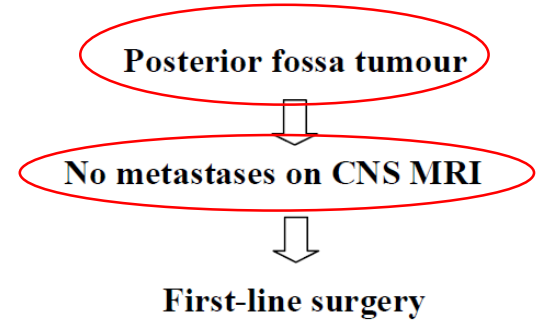 Posterior fossa tumour
No metastases on CNS MRI
First-line surgery